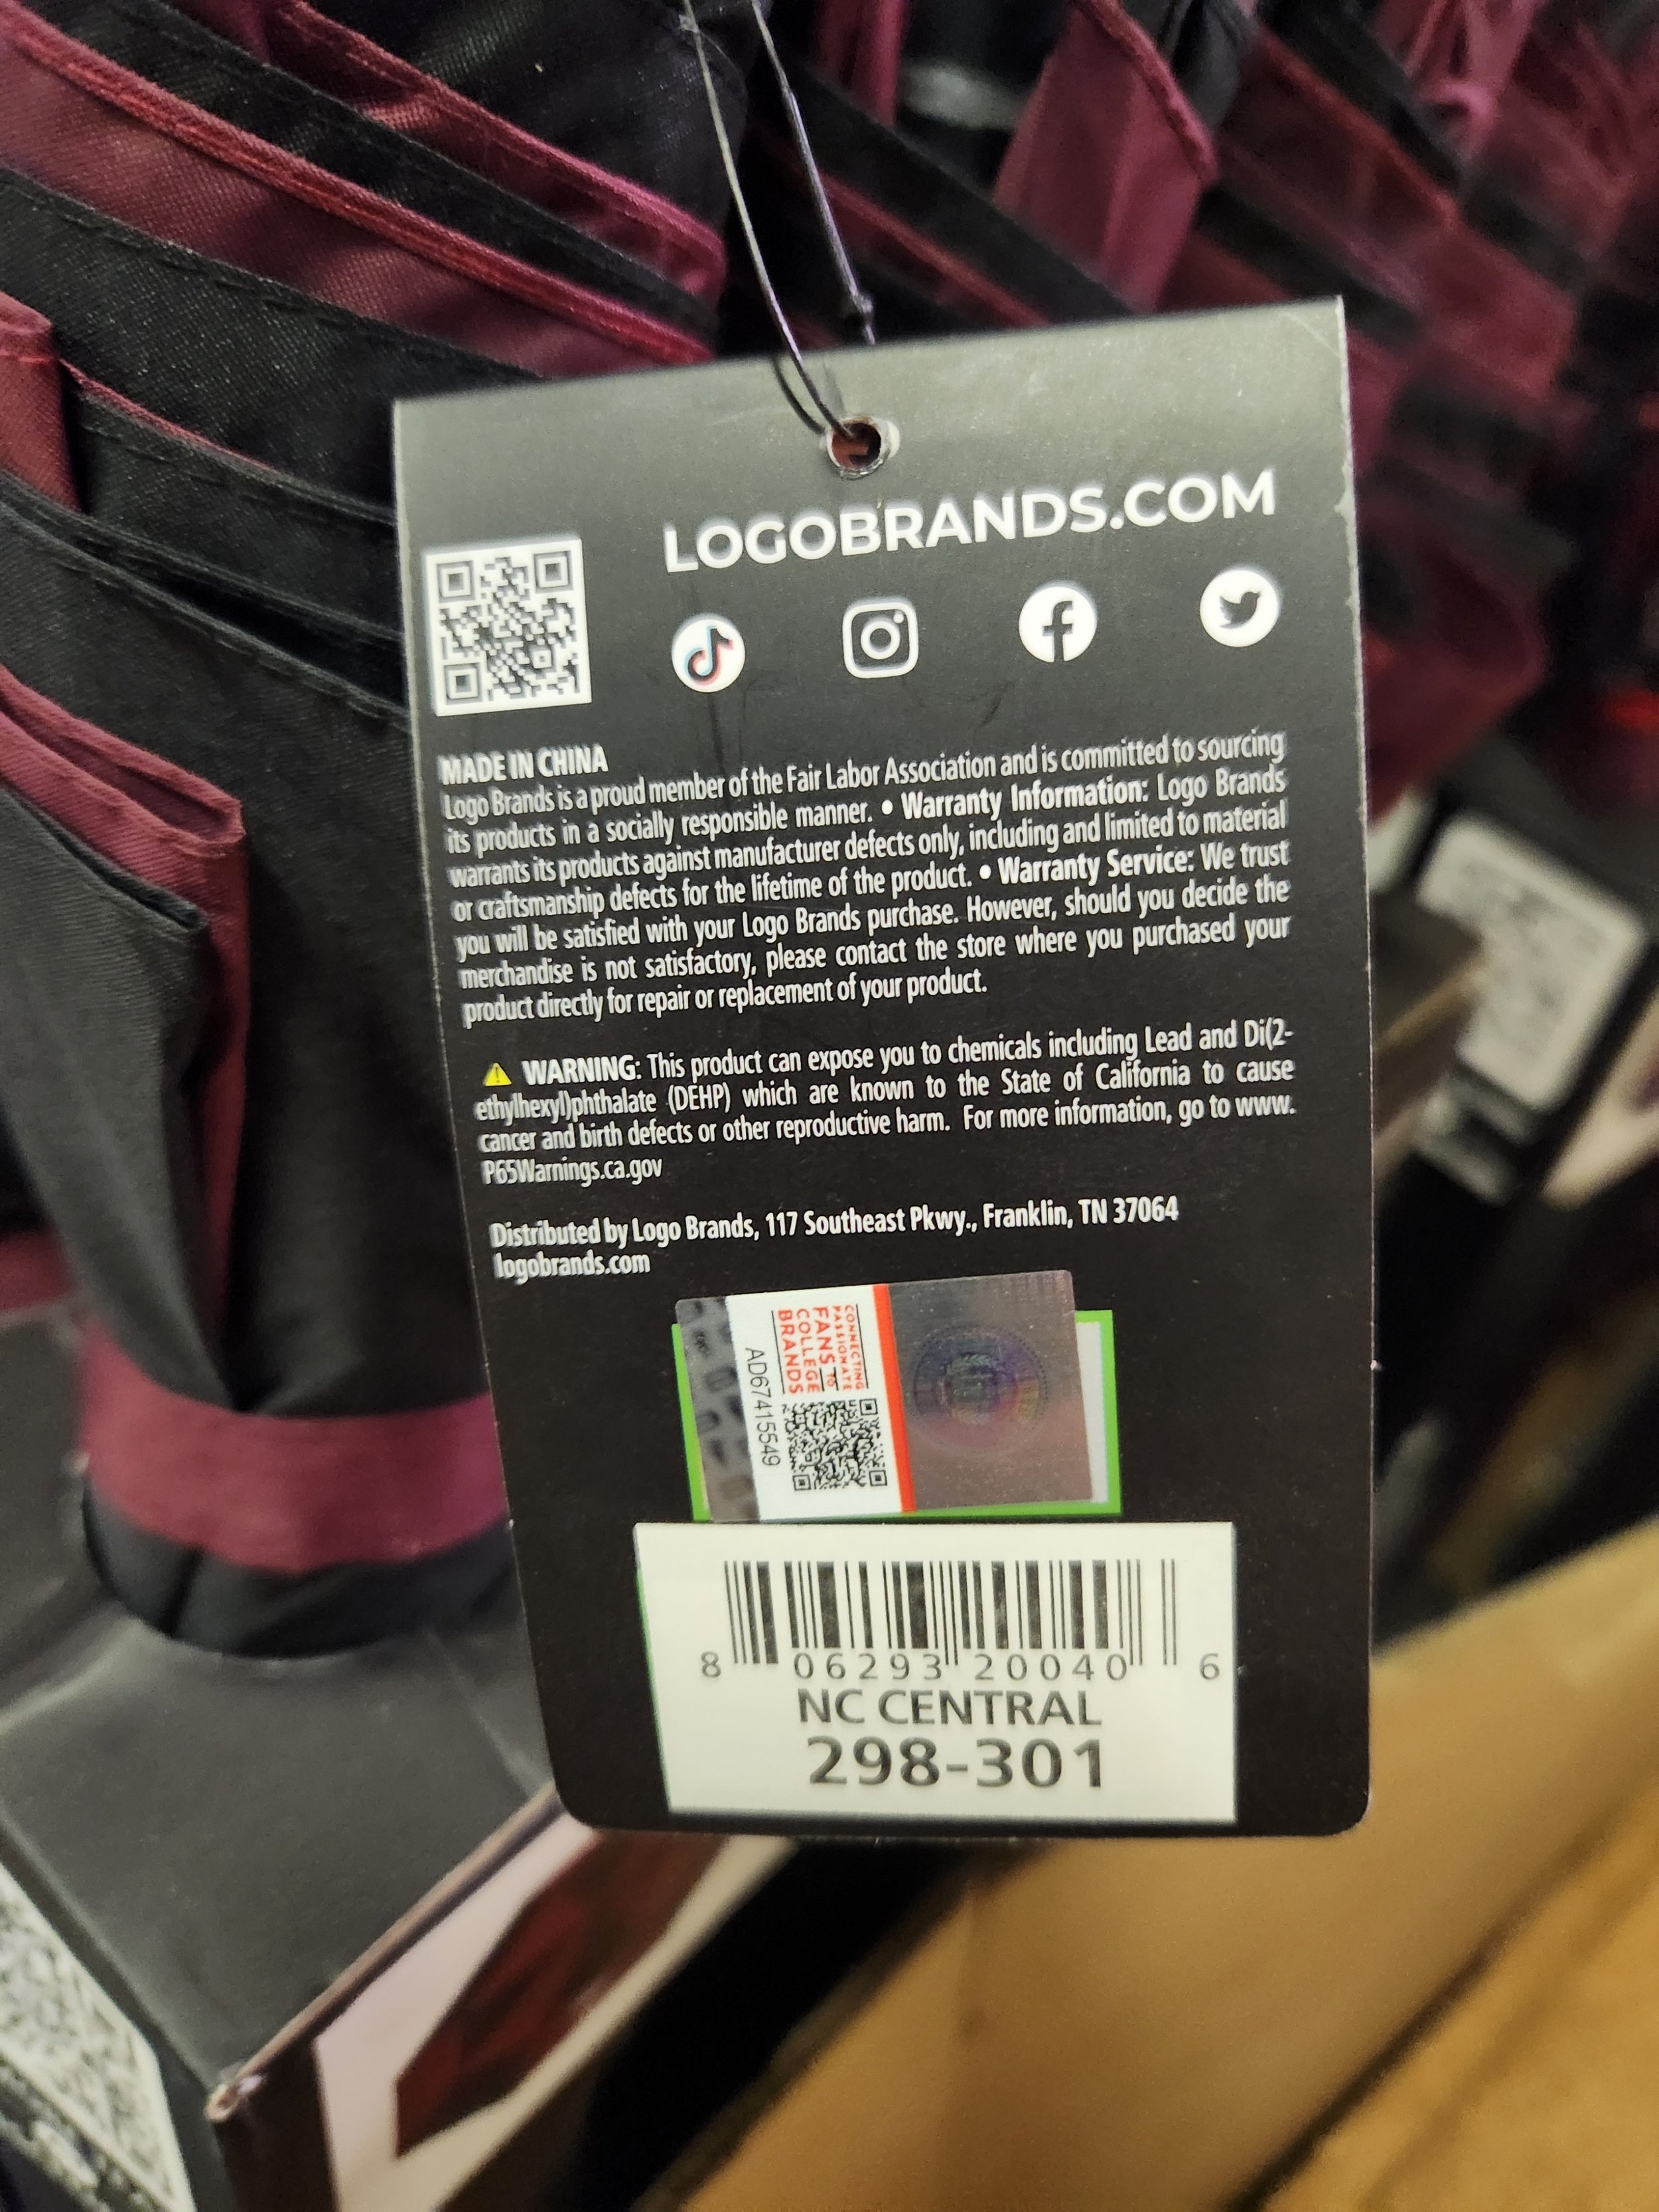 LOGOBRANDS.COM
MADE IN CHINA
Logo Brands is a proud member of the Fair Labor Association and is committed to sourcing
its products in a socially responsible manner. • Warranty Information: Logo Brands
warrants its products against manufacturer defects only, including and limited to material
or craftsmanship defects for the lifetime of the product. • Warranty Service: We trust
you will be satisfied with your Logo Brands purchase. However, should you decide the
merchandise is not satisfactory, please contact the store where you purchased your
product directly for repair or replacement of your product.
WARNING: This product can expose you to chemicals including Lead and Di(2-
ethylhexyl)phthalate (DEHP) which are known to the State of California to cause
cancer and birth defects or other reproductive harm. For more information, go to www.
P65Warnings.ca.gov
Distributed by Logo Brands, 117 Southeast Pkwy., Franklin, TN 37064
logobrands.com
CONNECTING
PASSIONATE
FANS TO
COLLEGE
BRANDS
AD67415549
8 06293 20040 6
NC CENTRAL
298-301